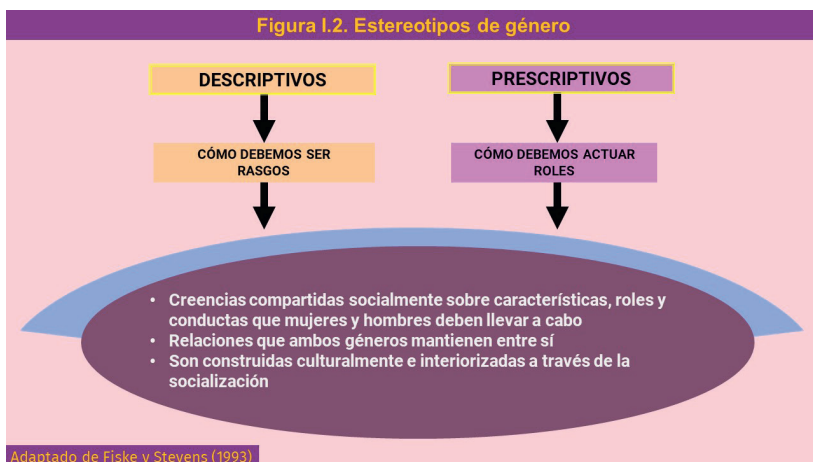 Figura I.2. Estereotipos de género
DESCRIPTIVOS
PRESCRIPTIVOS
CÓMO DEBEMOS SER
RASGOS
CÓMO DEBEMOS ACTUAR
ROLES
• Creencias compartidas socialmente sobre características, roles y
conductas que mujeres y hombres deben llevar a cabo
• Relaciones que ambos géneros mantienen entre sí
• Son construidas culturalmente e interiorizadas a través de la
socialización
Adaptado de Fiske y Stevens (1993)